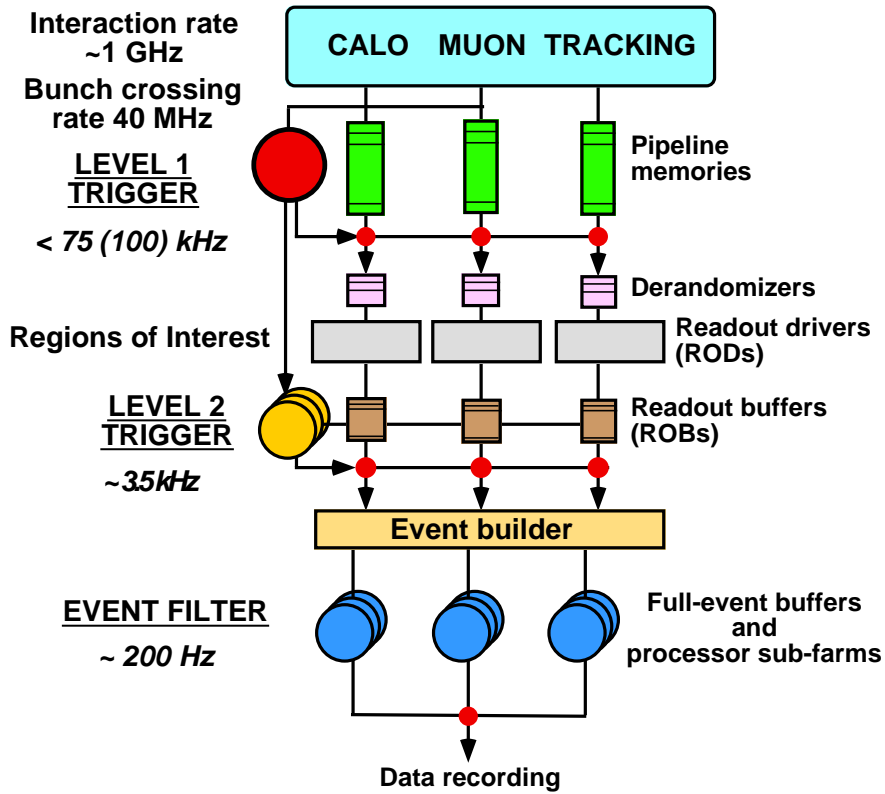 Interaction rate
~1 GHz
CALO MUON TRACKING
Bunch crossing
rate 40 MHz
Pipeline
memories
LEVEL 1
TRIGGER
< 75 (100) kHz
Derandomizers
Regions of Interest
Readout drivers
(RODs)
LEVEL 2
TRIGGER
Readout buffers
(ROBs)
~3.5 kHz
Event builder
EVENT FILTER
~ 200 Hz
Full-event buffers
and
processor sub-farms
Data recording